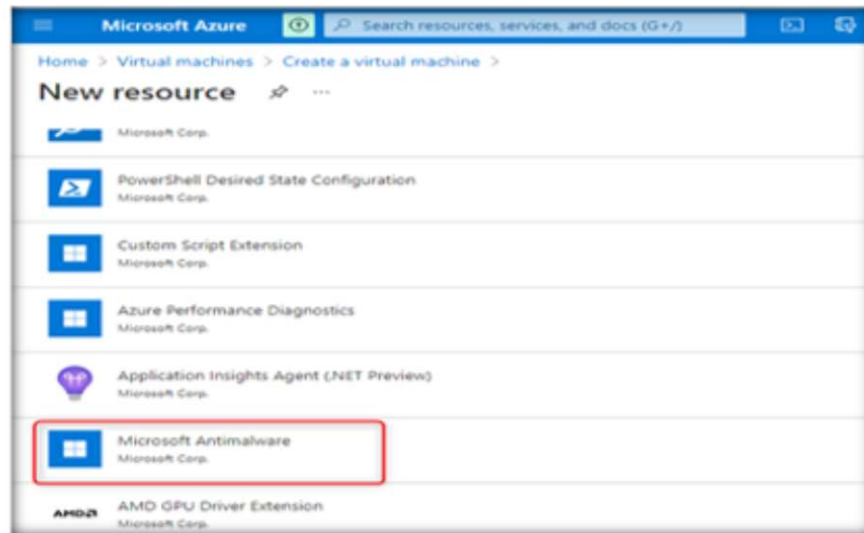 Microsoft Azure
Search resources, services, and docs (G+/)
Home > Virtual machines > Create a virtual machine >
New resource
Microsoft Corp.
PowerShell Desired State Configuration
Microsoft Corp.
Custom Script Extension
Microsoft Corp.
Azure Performance Diagnostics
Microsoft Corp.
Application Insights Agent (.NET Preview)
Microsoft Corp.
Microsoft Antimalware
Microsoft Corp.
AMD
AMD GPU Driver Extension
Microsoft Corp.